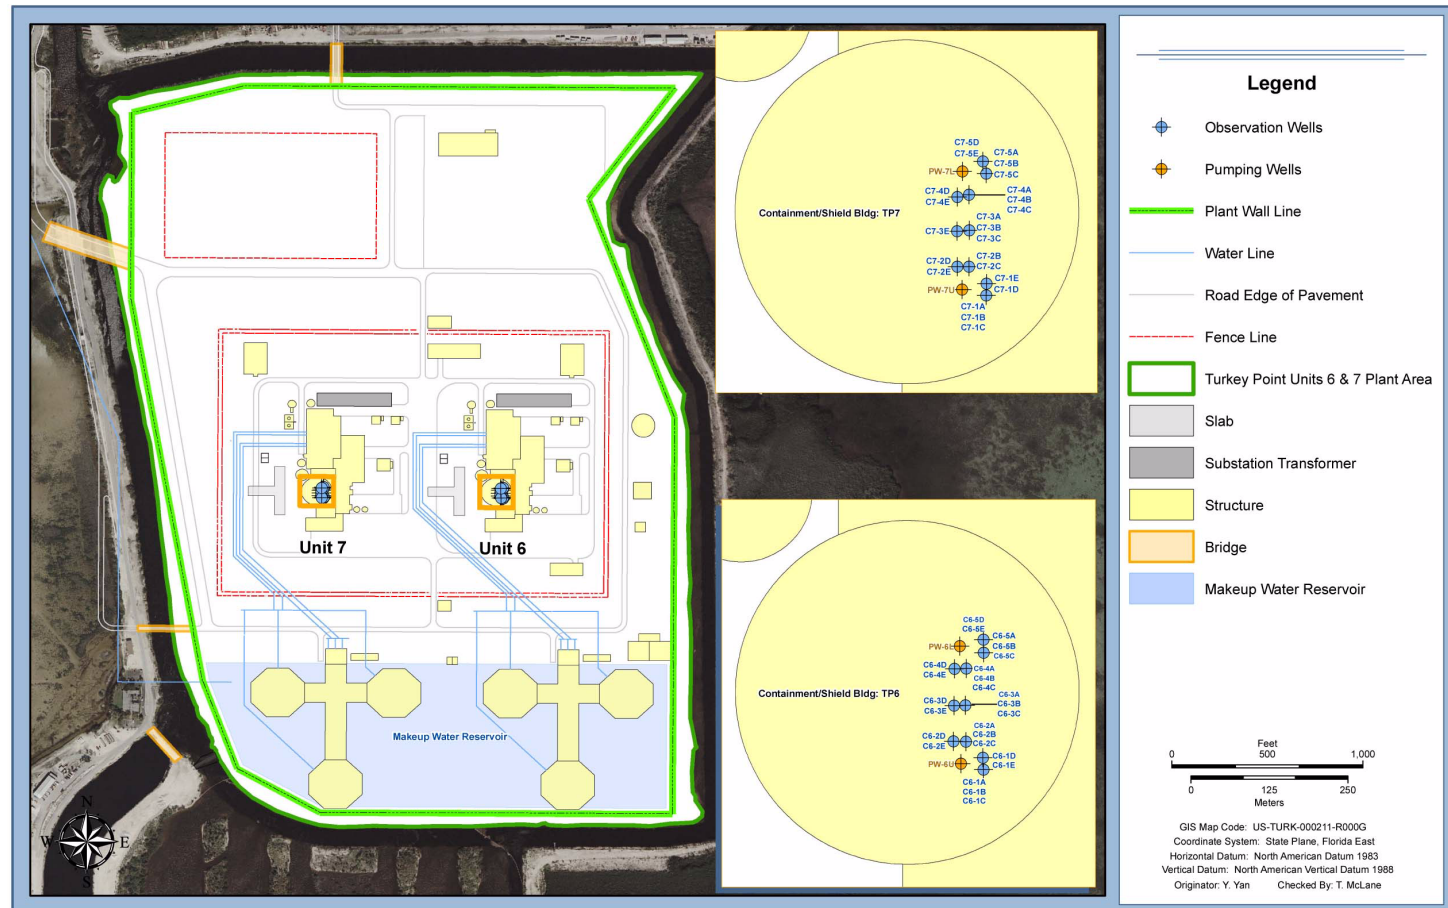 C7-5D
C7-5E
C7-5A
C7-5B
C7-5C
PW-7L
C7-4D
C7-4E
C7-4A
C7-4B
C7-4C
Containment/Shield Bldg: TP7
C7-3A
C7-3B
C7-3C
C7-3E
C7-2D
C7-2E
C7-2B
C7-2C
C7-1E
C7-1D
PW-7U
C7-1A
C7-1B
C7-1C
Unit 7
Unit 6
C6-5D
C6-5E
C6-5A
C6-5B
C6-5C
PW-6L
C6-4D
C6-4E
C6-4A
C6-4B
C6-4C
Containment/Shield Bldg: TP6
C6-3D
C6-3E
C6-3A
C6-3B
C6-3C
C6-2A
C6-2B
C6-2C
C6-2D
C6-2E
C6-1D
C6-1E
PW-6U
C6-1A
C6-1B
C6-1C
Makeup Water Reservoir
N
W
E
S
Legend
Observation Wells
Pumping Wells
Plant Wall Line
Water Line
Road Edge of Pavement
Fence Line
Turkey Point Units 6 & 7 Plant Area
Slab
Substation Transformer
Structure
Bridge
Makeup Water Reservoir
Feet
0 500 1,000
0 125 250
Meters
GIS Map Code: US-TURK-000211-R000G
Coordinate System: State Plane, Florida East
Horizontal Datum: North American Datum 1983
Vertical Datum: North American Vertical Datum 1988
Originator: Y. Yan Checked By: T. McLane